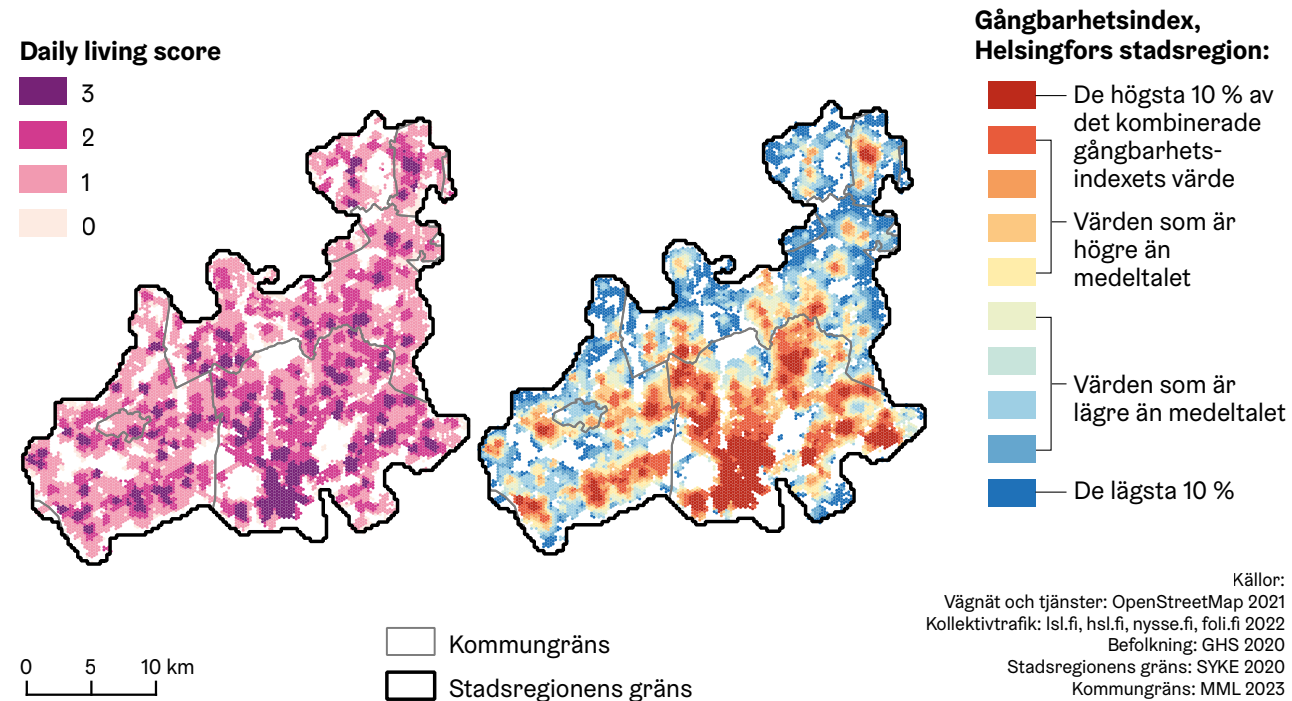 Daily living score
3
2
1
0
Gångbarhetsindex,
Helsingfors stadsregion:
De högsta 10 % av
det kombinerade
gångbarhets-
indexets värde
Värden som är
högre än
medeltalet
Värden som är
lägre än medeltalet
De lägsta 10 %
0 5 10 km
Kommungräns
Stadsregionens gräns
Källor:
Vägnät och tjänster: OpenStreetMap 2021
Kollektivtrafik: lsl.fi, hsl.fi, nysse.fi, foli.fi 2022
Befolkning: GHS 2020
Stadsregionens gräns: SYKE 2020
Kommungräns: MML 2023